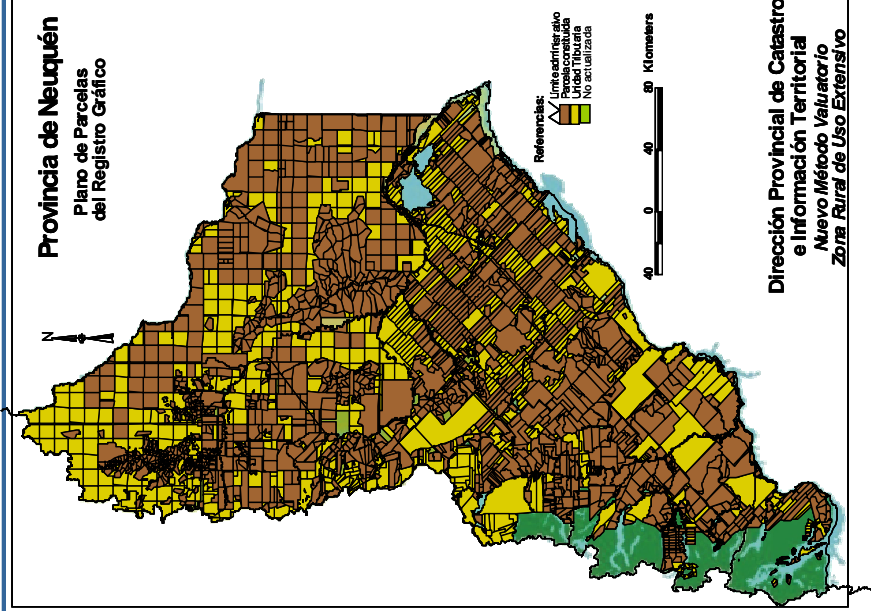 Provincia de Neuquén
Plano de Parcelas
del Registro Gráfico
N
Referencias:
Límite administrativo
Parcela constituida
Unidad Tributaria
No actualizada
40 0 40 80 Kilometers
Dirección Provincial de Catastro
e Información Territorial
Nuevo Método Valuatorio
Zona Rural de Uso Extensivo